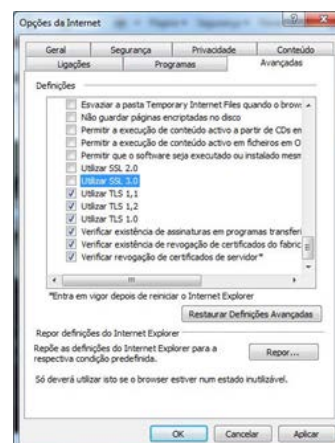 Opções da Internet
Geral Segurança Privacidade Conteúdo
Ligações Programas Avançadas
Definições
Esvaziar a pasta Temporary Internet Files quando o brows
Não guardar páginas encriptadas no disco
Permitir a execução de conteúdo activo a partir de CDs em
Permitir a execução de conteúdo activo em ficheiros em O
Permitir que o software seja executado ou instalado mesm
Utilizar SSL 2.0
Utilizar SSL 3.0
Utilizar TLS 1,1
Utilizar TLS 1,2
Utilizar TLS 1.0
Verificar existência de assinaturas em programas transferi
Verificar existência de revogação de certificados do fabric
Verificar revogação de certificados de servidor*
*Entra em vigor depois de reiniciar o Internet Explorer
Restaurar Definições Avançadas
Repor definições do Internet Explorer
Repõe as definições do Internet Explorer para a
respectiva condição predefinida.
Repor...
Só deverá utilizar isto se o browser estiver num estado inutilizável.
OK Cancelar Aplicar